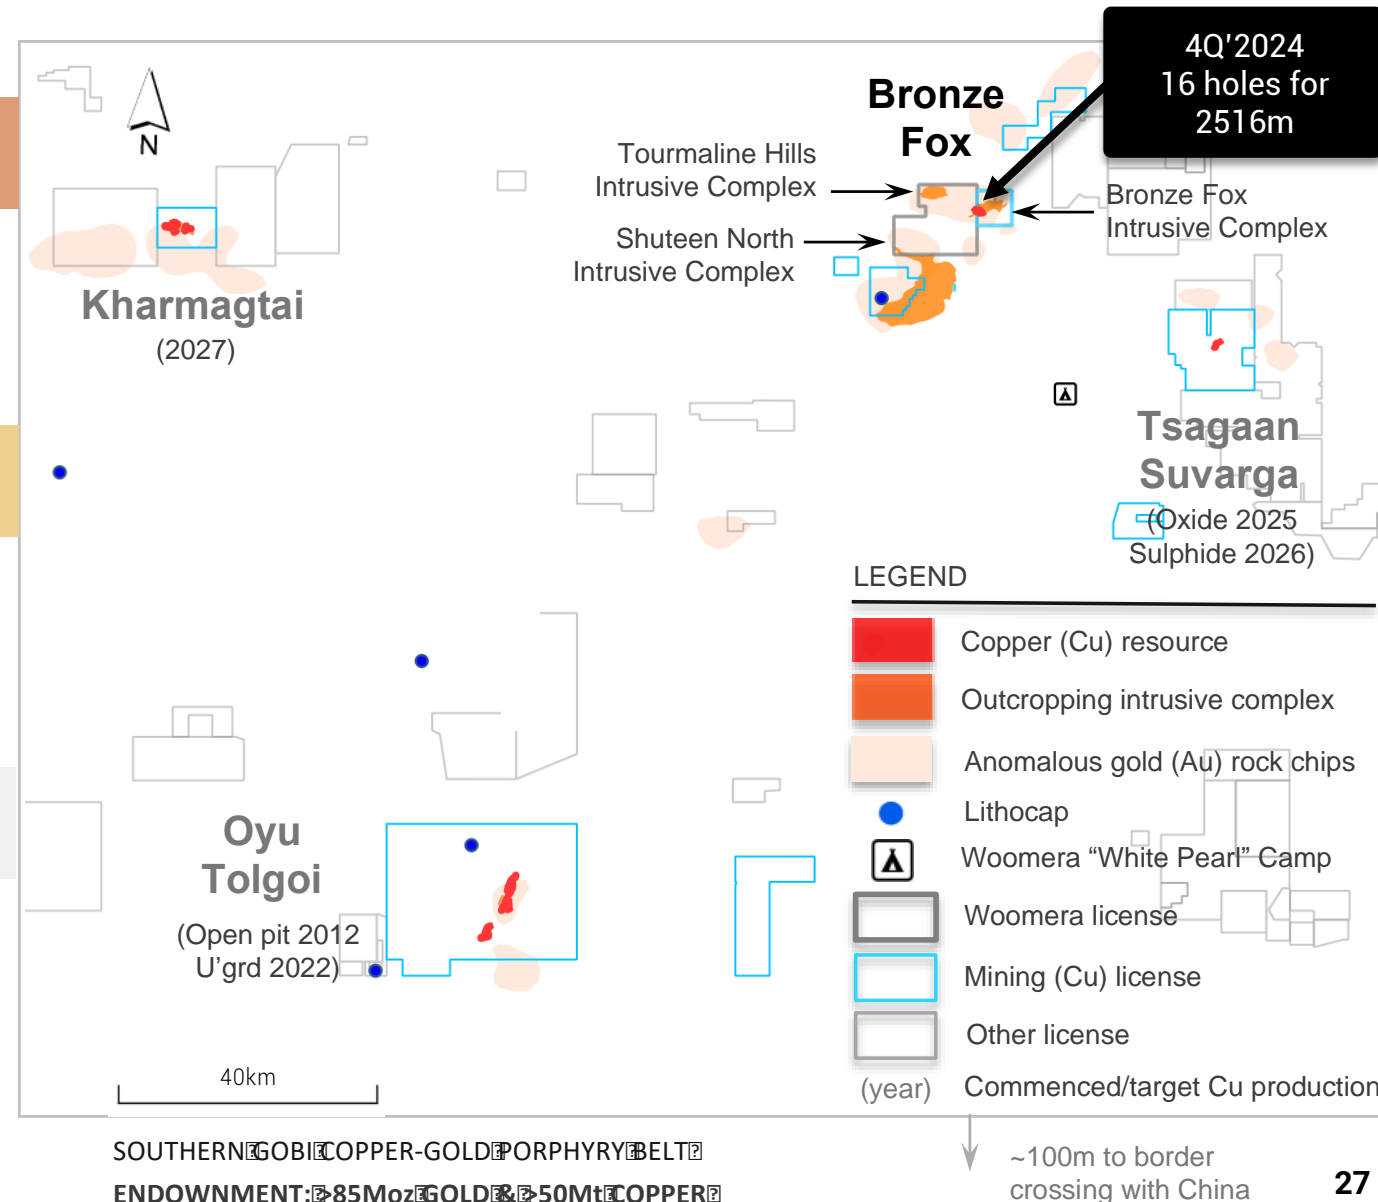 4Q'2024
16 holes for
2516m
Bronze
Fox
N
Tourmaline Hills
Intrusive Complex
Shuteen North
Intrusive Complex
Bronze Fox
Intrusive Complex
Kharmagtai
(2027)
Tsagaan
Suvarga
(Oxide 2025
Sulphide 2026)
LEGEND
Copper (Cu) resource
Outcropping intrusive complex
Anomalous gold (Au) rock chips
Lithocap
Woomera “White Pearl” Camp
Woomera license
Mining (Cu) license
Other license
(year) Commenced/target Cu production
Oyu
Tolgoi
(Open pit 2012
U'grd 2022)
40km
SOUTHERN GOBI COPPER-GOLD PORPHYRY BELT
ENDOWNMENT: >85Moz GOLD & >50Mt COPPER
~100m to border
crossing with China
27